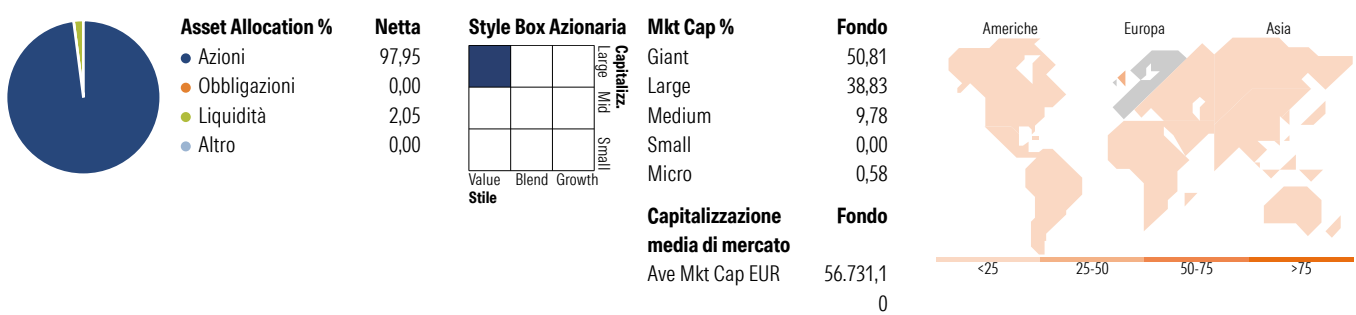 Asset Allocation % Netta
Azioni 97,95
Obbligazioni 0,00
Liquidità 2,05
Altro 0,00
Style Box Azionaria
Capitalizz.
Large Mid Small
Value Blend Growth
Stile
Mkt Cap % Fondo
Giant 50,81
Large 38,83
Medium 9,78
Small 0,00
Micro 0,58
Capitalizzazione Fondo
media di mercato
Ave Mkt Cap EUR 56.731,1
0
Americhe Europa Asia
<25 25-50 50-75 >75